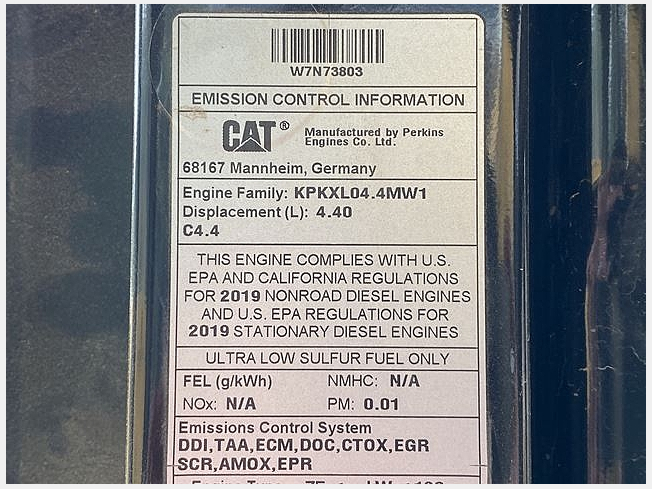 W7N73803
EMISSION CONTROL INFORMATION
CAT® Manufactured by Perkins
Engines Co. Ltd.
68167 Mannheim, Germany
Engine Family: KPKXL04.4MW1
Displacement (L): 4.40
C4.4
THIS ENGINE COMPLIES WITH U.S.
EPA AND CALIFORNIA REGULATIONS
FOR 2019 NONROAD DIESEL ENGINES
AND U.S. EPA REGULATIONS FOR
2019 STATIONARY DIESEL ENGINES
ULTRA LOW SULFUR FUEL ONLY
FEL (g/kWh) NMHC: N/A
NOx: N/A PM: 0.01
Emissions Control System
DDI,TAA,ECM,DOC,CTOX,EGR
SCR,AMOX,EPR